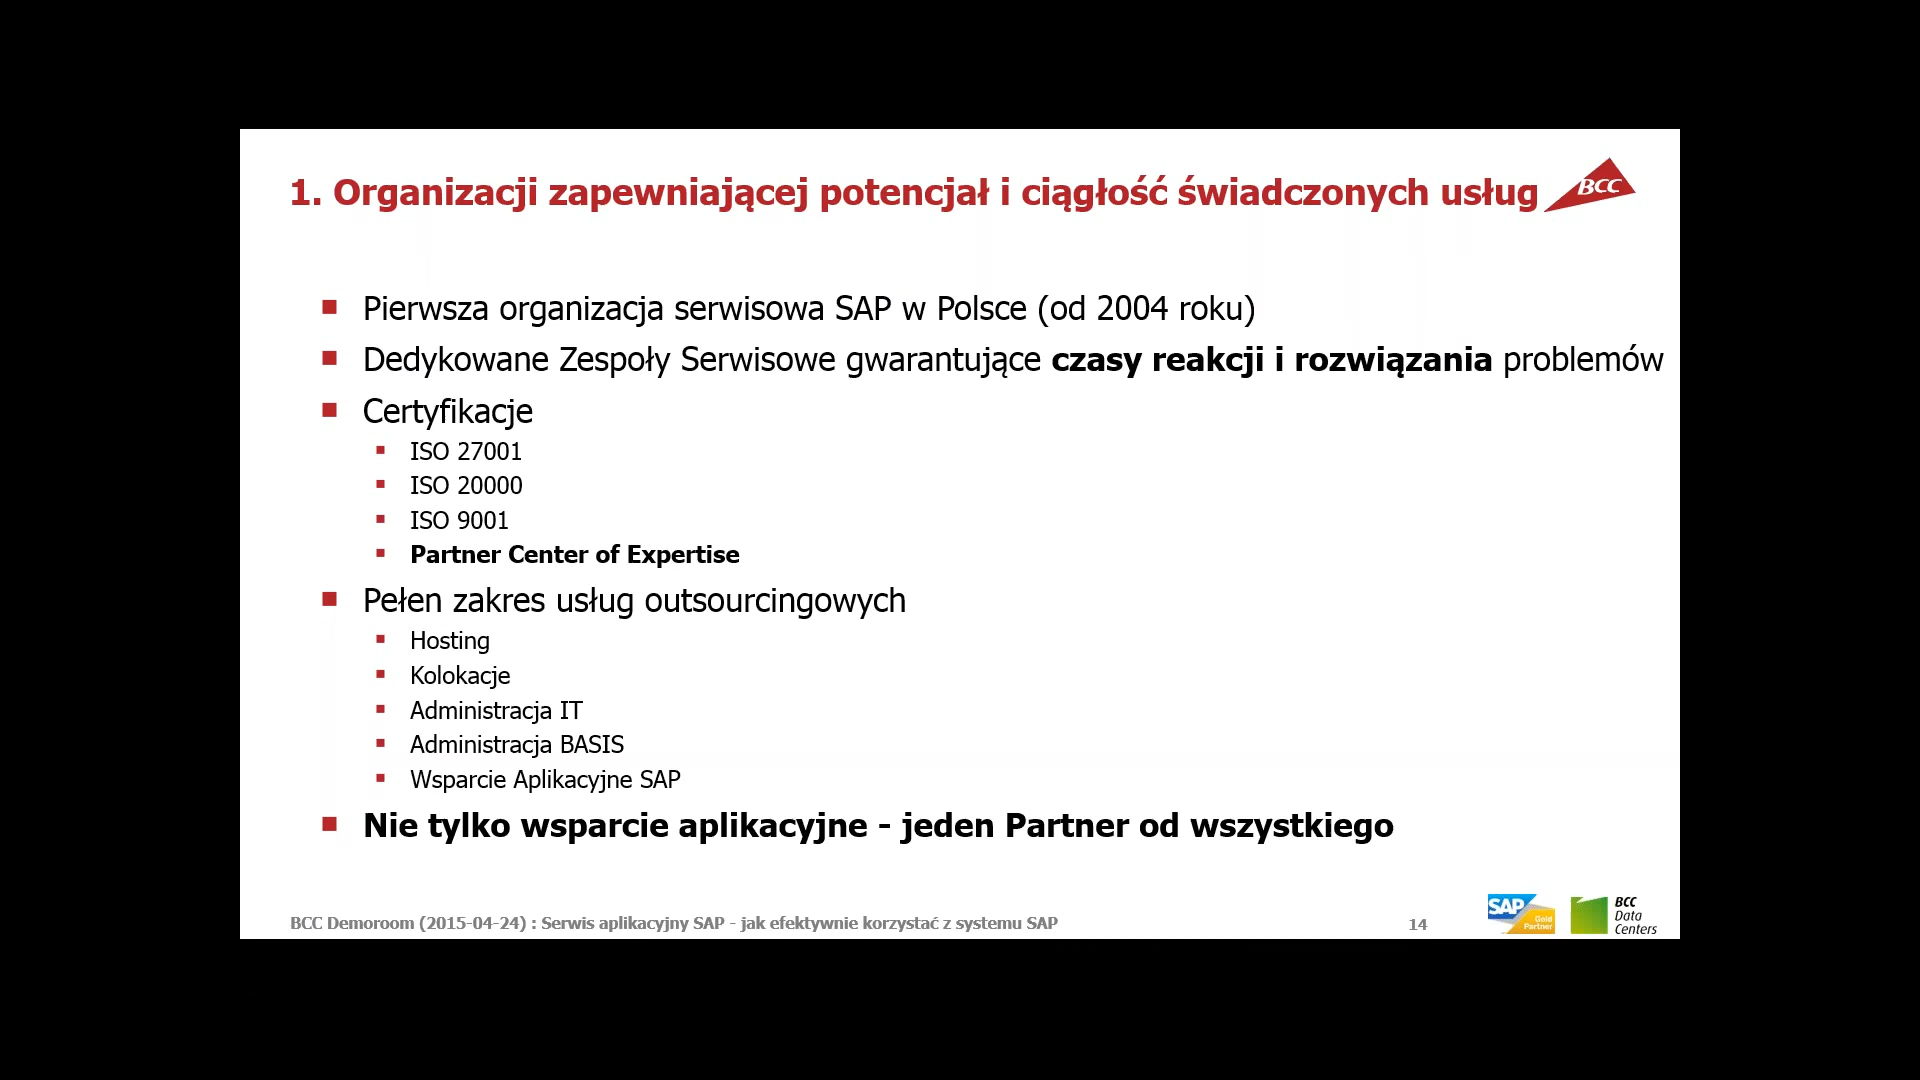 1. Organizacji zapewniającej potencjał i ciągłość świadczonych usług
BCC
Pierwsza organizacja serwisowa SAP w Polsce (od 2004 roku)
Dedykowane Zespoły Serwisowe gwarantujące czasy reakcji i rozwiązania problemów
Certyfikacje
ISO 27001
ISO 20000
ISO 9001
Partner Center of Expertise
Pełen zakres usług outsourcingowych
Hosting
Kolokacje
Administracja IT
Administracja BASIS
Wsparcie Aplikacyjne SAP
Nie tylko wsparcie aplikacyjne - jeden Partner od wszystkiego
BCC Demoroom (2015-04-24) : Serwis aplikacyjny SAP - jak efektywnie korzystać z systemu SAP
14
SAP
Gold
Partner
BCC
Data
Centers